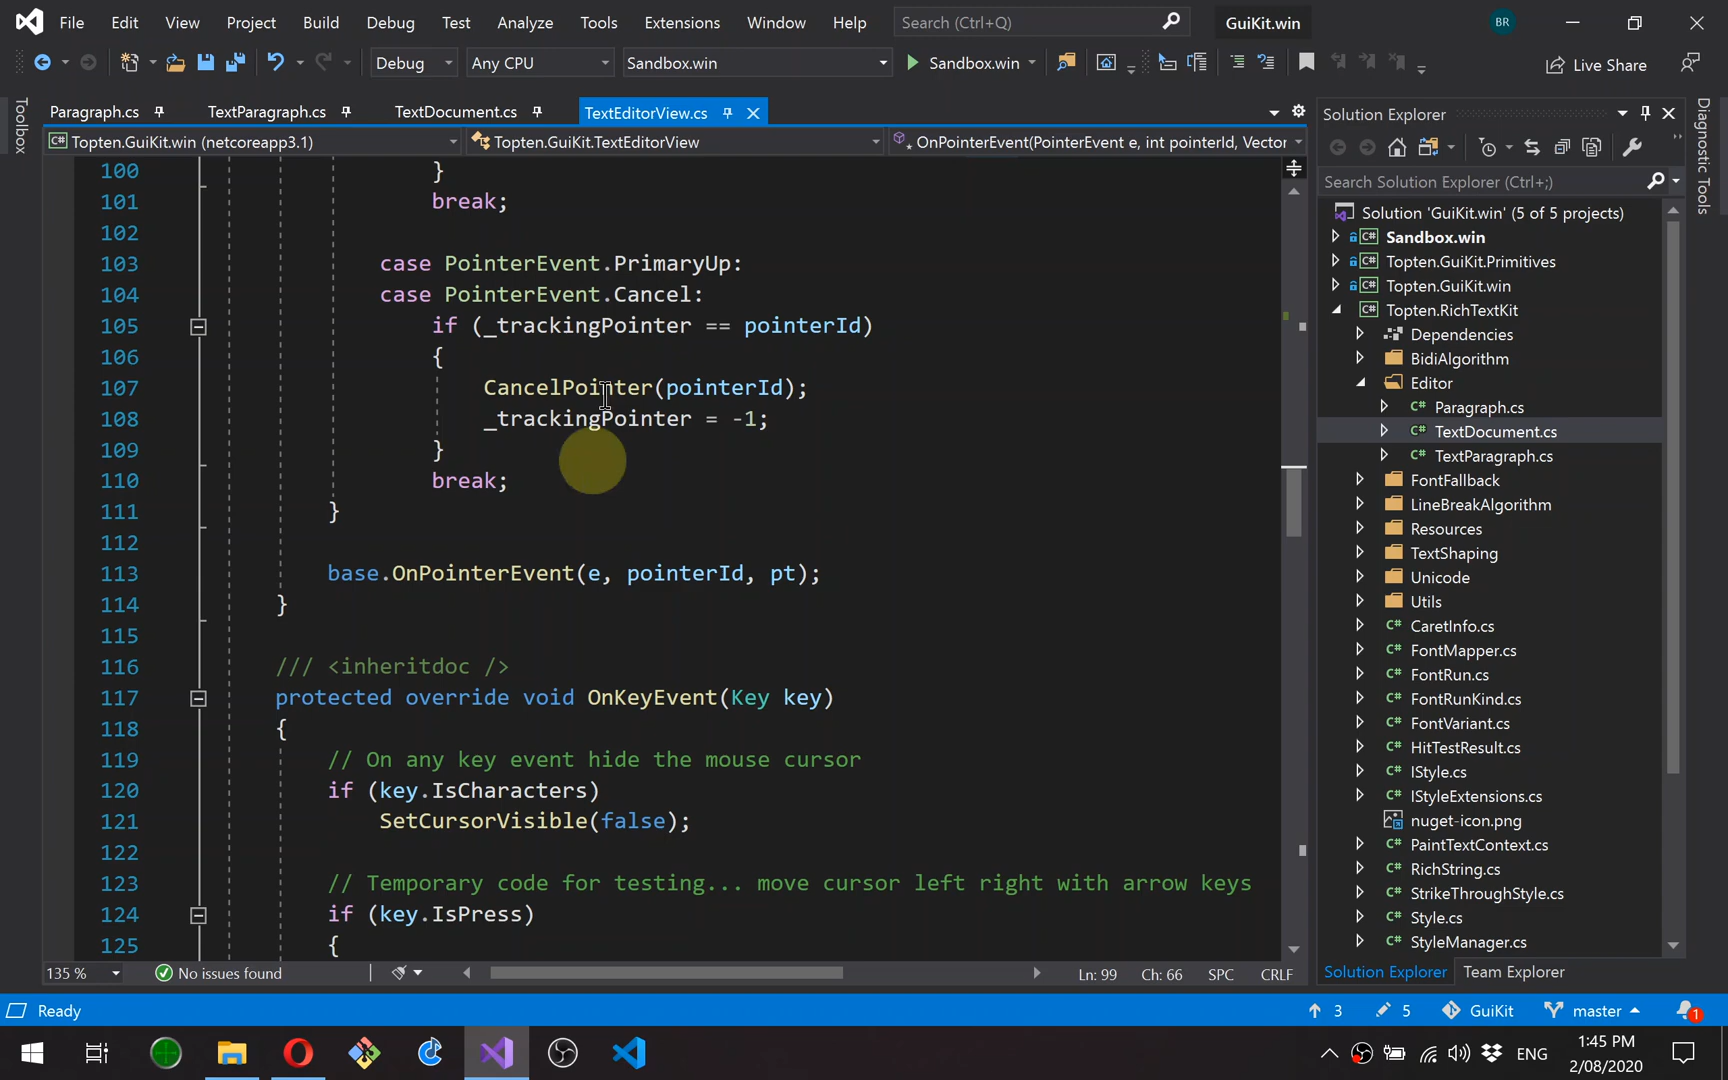 File Edit View Project Build Debug Test Analyze Tools Extensions Window Help Search (Ctrl+Q) GuiKit.win BR
Debug Any CPU Sandbox.win Sandbox.win Live Share
Toolbox
Paragraph.cs TextParagraph.cs TextDocument.cs TextEditorView.cs
Topten.GuiKit.win (netcoreapp3.1) Topten.GuiKit.TextEditorView OnPointerEvent(PointerEvent e, int pointerId, Vector
100 }
101 break;
102
103 case PointerEvent.PrimaryUp:
104 case PointerEvent.Cancel:
105 if (_trackingPointer == pointerId)
106 {
107 CancelPointer(pointerId);
108 _trackingPointer = -1;
109 }
110 break;
111 }
112
113 base.OnPointerEvent(e, pointerId, pt);
114 }
115
116 /// <inheritdoc />
117 protected override void OnKeyEvent(Key key)
118 {
119 // On any key event hide the mouse cursor
120 if (key.IsCharacters)
121 SetCursorVisible(false);
122
123 // Temporary code for testing... move cursor left right with arrow keys
124 if (key.IsPress)
125 {
135 % No issues found Ln: 99 Ch: 66 SPC CRLF
Solution Explorer
Search Solution Explorer (Ctrl+;)
Solution 'GuiKit.win' (5 of 5 projects)
C# Sandbox.win
C# Topten.GuiKit.Primitives
C# Topten.GuiKit.win
C# Topten.RichTextKit
Dependencies
BidiAlgorithm
Editor
C# Paragraph.cs
C# TextDocument.cs
C# TextParagraph.cs
FontFallback
LineBreakAlgorithm
Resources
TextShaping
Unicode
Utils
C# CaretInfo.cs
C# FontMapper.cs
C# FontRun.cs
C# FontRunKind.cs
C# FontVariant.cs
C# HitTestResult.cs
C# IStyle.cs
C# IStyleExtensions.cs
nuget-icon.png
C# PaintTextContext.cs
C# RichString.cs
C# StrikeThroughStyle.cs
C# Style.cs
C# StyleManager.cs
Solution Explorer Team Explorer
Diagnostic Tools
Ready 3 5 GuiKit master 1
ENG 1:45 PM
2/08/2020